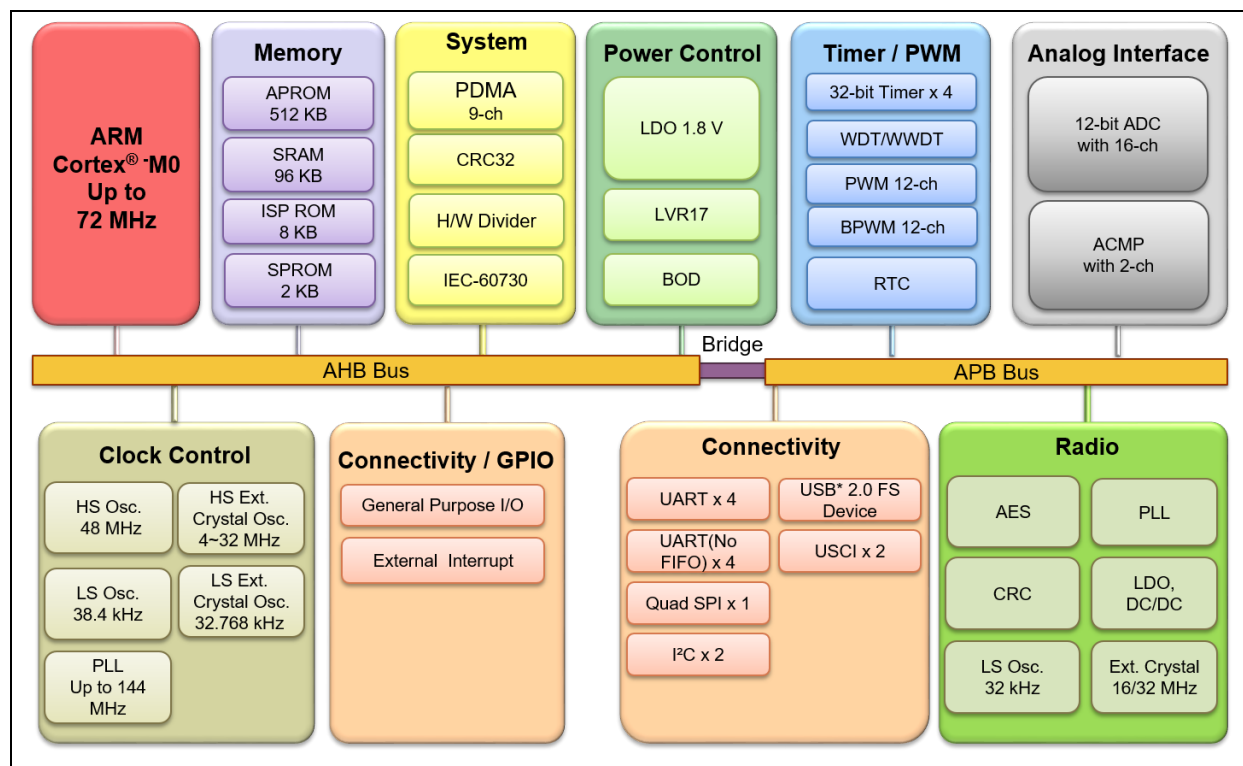 ARM
Cortex® -M0
Up to
72 MHz
Memory
APROM
512 KB
SRAM
96 KB
ISP ROM
8 KB
SPROM
2 KB
System
PDMA
9-ch
CRC32
H/W Divider
IEC-60730
Power Control
LDO 1.8 V
LVR17
BOD
Timer / PWM
32-bit Timer x 4
WDT/WWDT
PWM 12-ch
BPWM 12-ch
RTC
Analog Interface
12-bit ADC
with 16-ch
ACMP
with 2-ch
AHB Bus
Bridge
APB Bus
Clock Control
HS Osc.
48 MHz
HS Ext.
Crystal Osc.
4~32 MHz
LS Osc.
38.4 kHz
LS Ext.
Crystal Osc.
32.768 kHz
PLL
Up to 144
MHz
Connectivity / GPIO
General Purpose I/O
External Interrupt
Connectivity
UART x 4
USB* 2.0 FS
Device
UART(No
FIFO) x 4
USCI x 2
Quad SPI x 1
I²C x 2
Radio
AES
PLL
CRC
LDO,
DC/DC
LS Osc.
32 kHz
Ext. Crystal
16/32 MHz